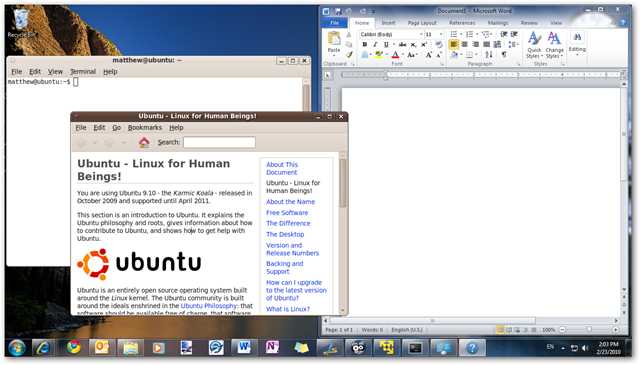 Recycle Bin
matthew@ubuntu: ~
File Edit View Terminal Help
matthew@ubuntu:~$
Ubuntu - Linux for Human Beings!
File Edit Go Bookmarks Help
Search:
Ubuntu - Linux for Human
Beings!
You are using Ubuntu 9.10 - the Karmic Koala - released in
October 2009 and supported until April 2011.
This section is an introduction to Ubuntu. It explains the
Ubuntu philosophy and roots, gives information about how
to contribute to Ubuntu, and shows how to get help with
Ubuntu.
ubuntu
Ubuntu is an entirely open source operating system built
around the Linux kernel. The Ubuntu community is built
around the ideals enshrined in the Ubuntu Philosophy: that
software should be available free of charge, that software
About This
Document
Ubuntu - Linux for
Human Beings!
About the Name
Free Software
The Difference
The Desktop
Version and
Release Numbers
Backing and
Support
How can I upgrade
to the latest version
of Ubuntu?
What is Linux?
Document1 - Microsoft Word
File Home Insert Page Layout References Mailings Review View
Calibri (Body) 11
Paste
Quick
Styles
Change
Styles
Editing
Clipboard Font Paragraph Styles
Page: 1 of 1 Words: 0 English (U.S.) 100%
EN
2:03 PM
2/23/2010